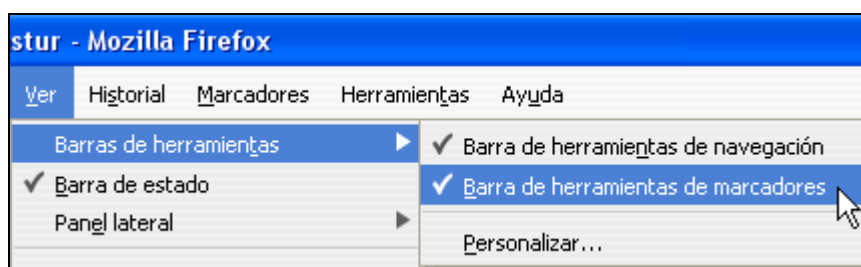 stur - Mozilla Firefox
Ver Historial Marcadores Herramientas Ayuda
Barras de herramientas
Barra de herramientas de navegación
Barra de estado
Barra de herramientas de marcadores
Panel lateral
Personalizar...